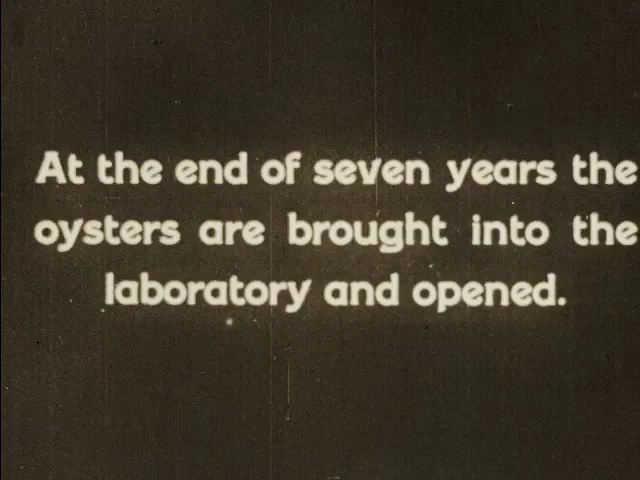 At the end of seven years the
oysters are brought into the
laboratory and opened.